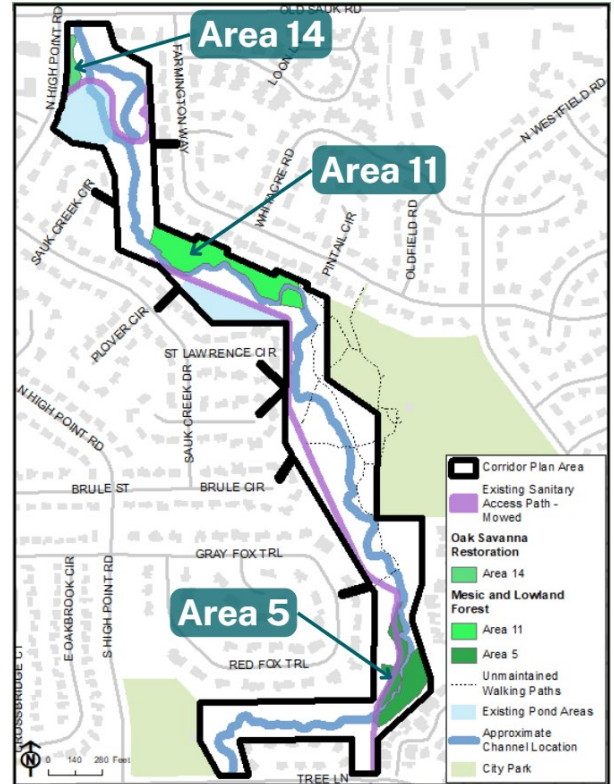 OLD SAUK RD
Area 14
N HIGH POINT RD
FARMINGTON WAY
N WESTFIELD RD
Area 11
WHITACRE RD
SAUK CREEK CIR
PINTAIL CIR
OLDFIELD RD
PLOVER CIR
ST LAWRENCE CIR
SAUK CREEK DR
N HIGH POINT RD
BRULE ST
BRULE CIR
GRAY FOX TRL
E OAKBROOK CIR
S HIGH POINT RD
Area 5
RED FOX TRL
CROSSBRIDGE CT
TREE LN
N
0 140 280 Feet
Corridor Plan Area
Existing Sanitary
Access Path -
Mowed
Oak Savanna
Restoration
Area 14
Mesic and Lowland
Forest
Area 11
Area 5
Unmaintained
Walking Paths
Existing Pond Areas
Approximate
Channel Location
City Park